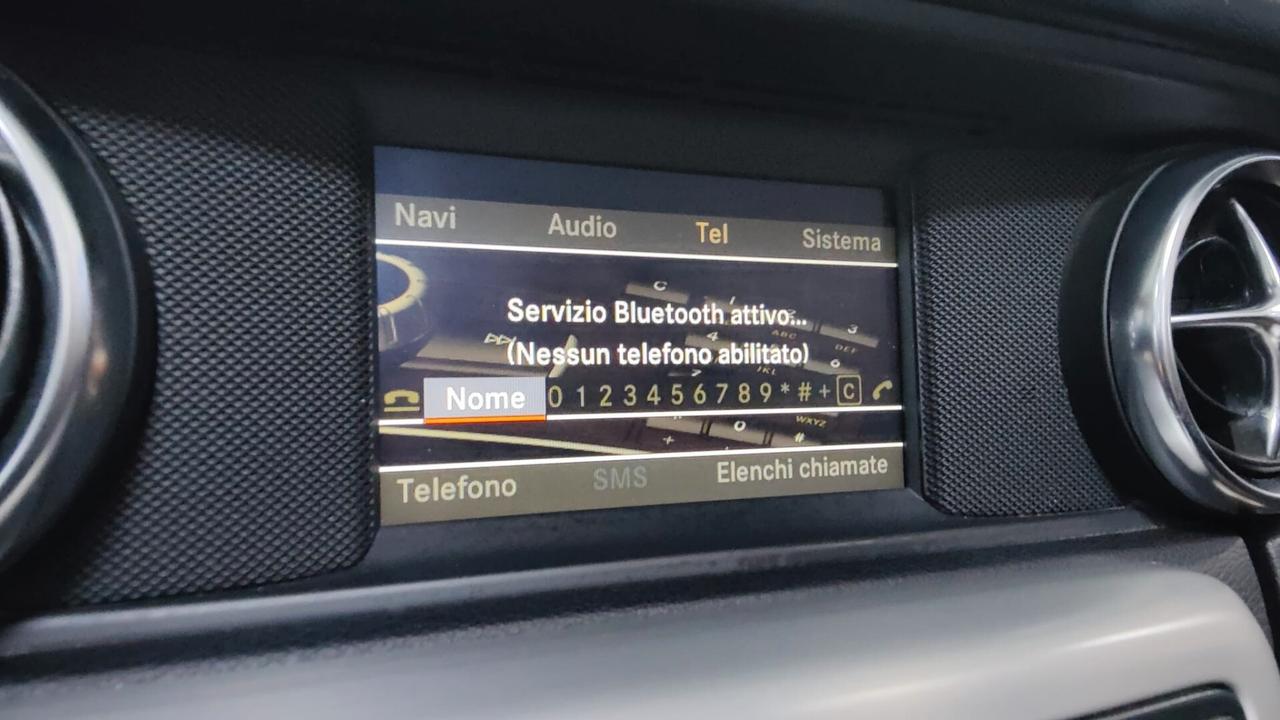 Navi Audio Tel Sistema
Servizio Bluetooth attivo...
(Nessun telefono abilitato)
Nome 0 1 2 3 4 5 6 7 8 9 * # + C
Telefono SMS Elenchi chiamate